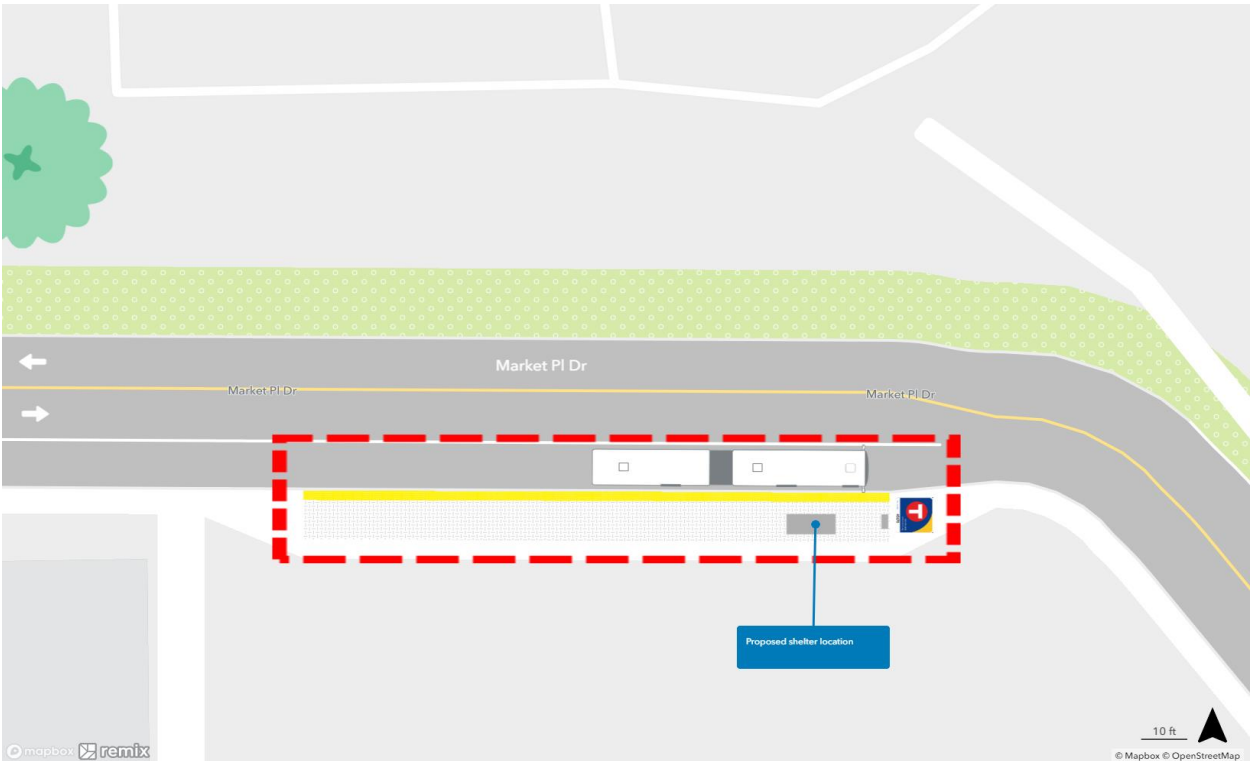 Market Pl Dr
Market Pl Dr
Market Pl Dr
T
Proposed shelter location
10 ft
mapbox remix
© Mapbox © OpenStreetMap